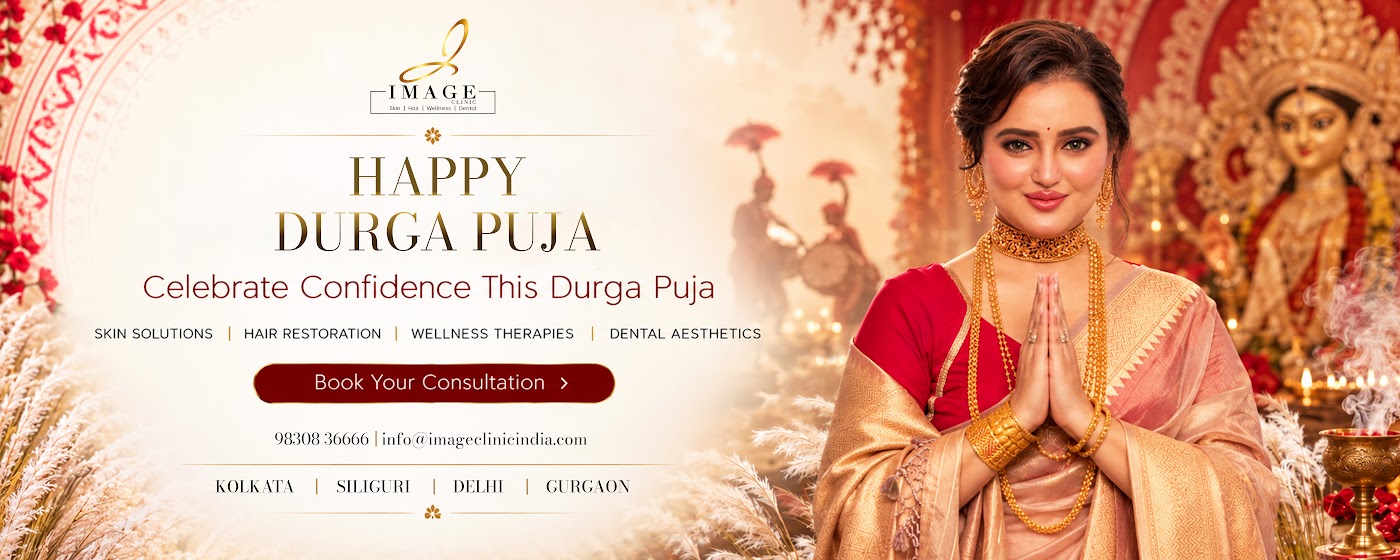 IMAGE
CLINIC
Skin | Hair | Wellness | Dental
HAPPY
DURGA PUJA
Celebrate Confidence This Durga Puja
SKIN SOLUTIONS | HAIR RESTORATION | WELLNESS THERAPIES | DENTAL AESTHETICS
Book Your Consultation >
98308 36666 | info@imageclinicindia.com
KOLKATA | SILIGURI | DELHI | GURGAON